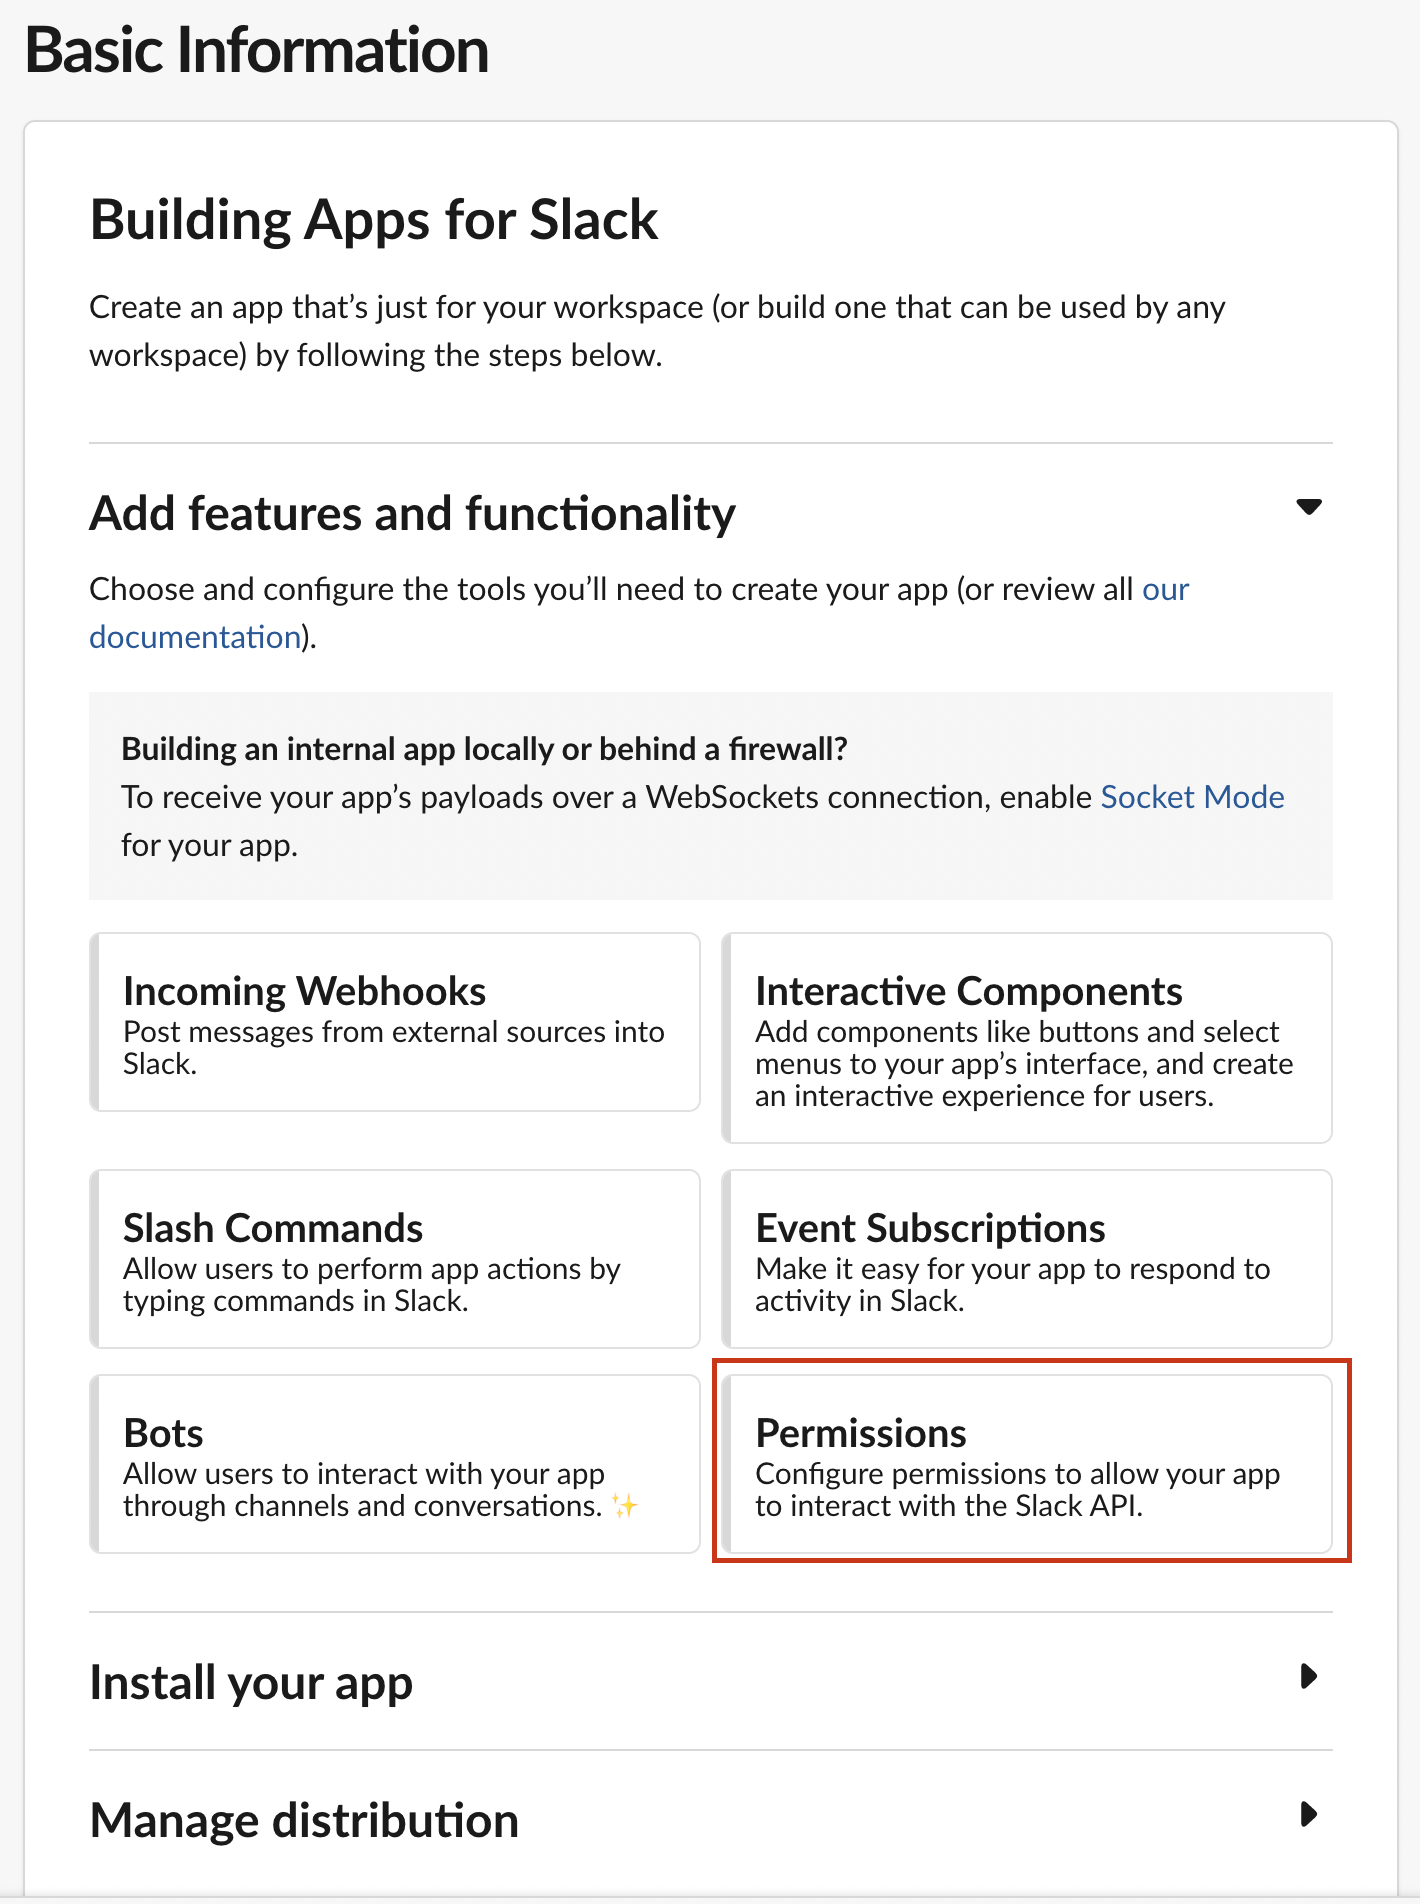 Basic Information
Building Apps for Slack
Create an app that’s just for your workspace (or build one that can be used by any
workspace) by following the steps below.
Add features and functionality
Choose and configure the tools you’ll need to create your app (or review all our
documentation).
Building an internal app locally or behind a firewall?
To receive your app’s payloads over a WebSockets connection, enable Socket Mode
for your app.
Incoming Webhooks
Post messages from external sources into
Slack.
Interactive Components
Add components like buttons and select
menus to your app’s interface, and create
an interactive experience for users.
Slash Commands
Allow users to perform app actions by
typing commands in Slack.
Event Subscriptions
Make it easy for your app to respond to
activity in Slack.
Bots
Allow users to interact with your app
through channels and conversations. ✨
Permissions
Configure permissions to allow your app
to interact with the Slack API.
Install your app
Manage distribution